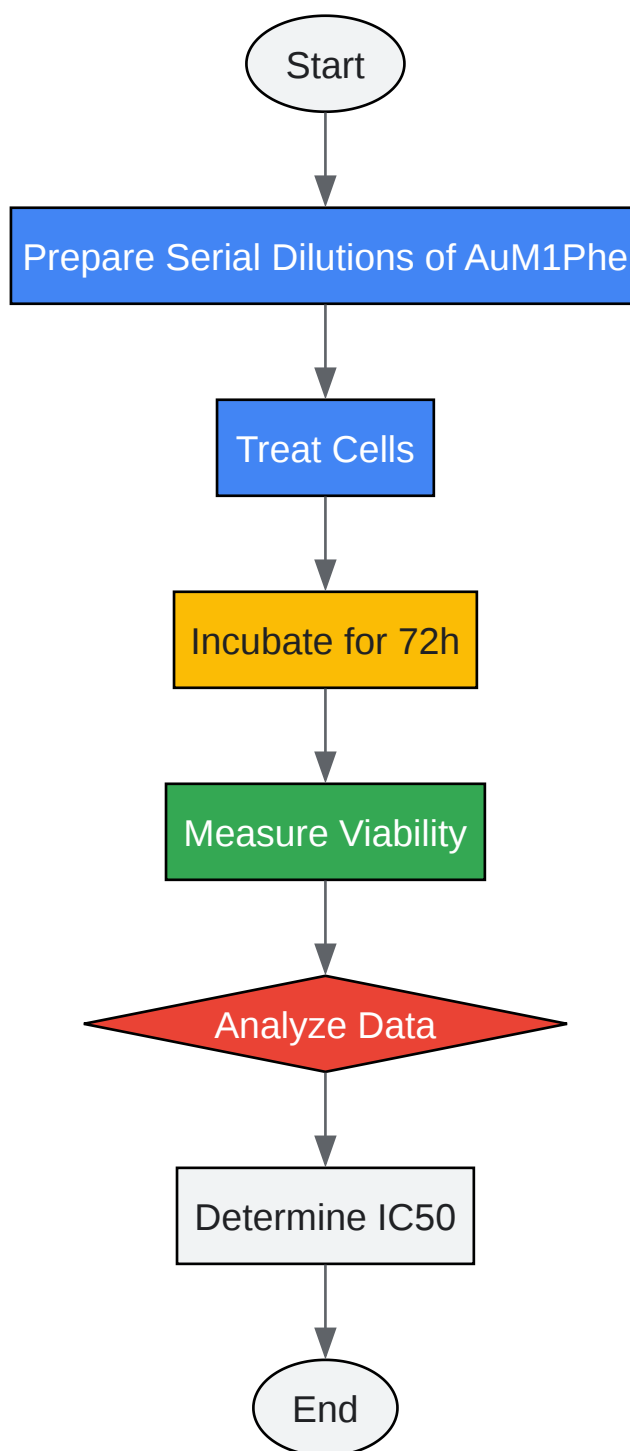 Start
Prepare Serial Dilutions of AuM1Phe
Treat Cells
Incubate for 72h
Measure Viability
Analyze Data
Determine IC50
End